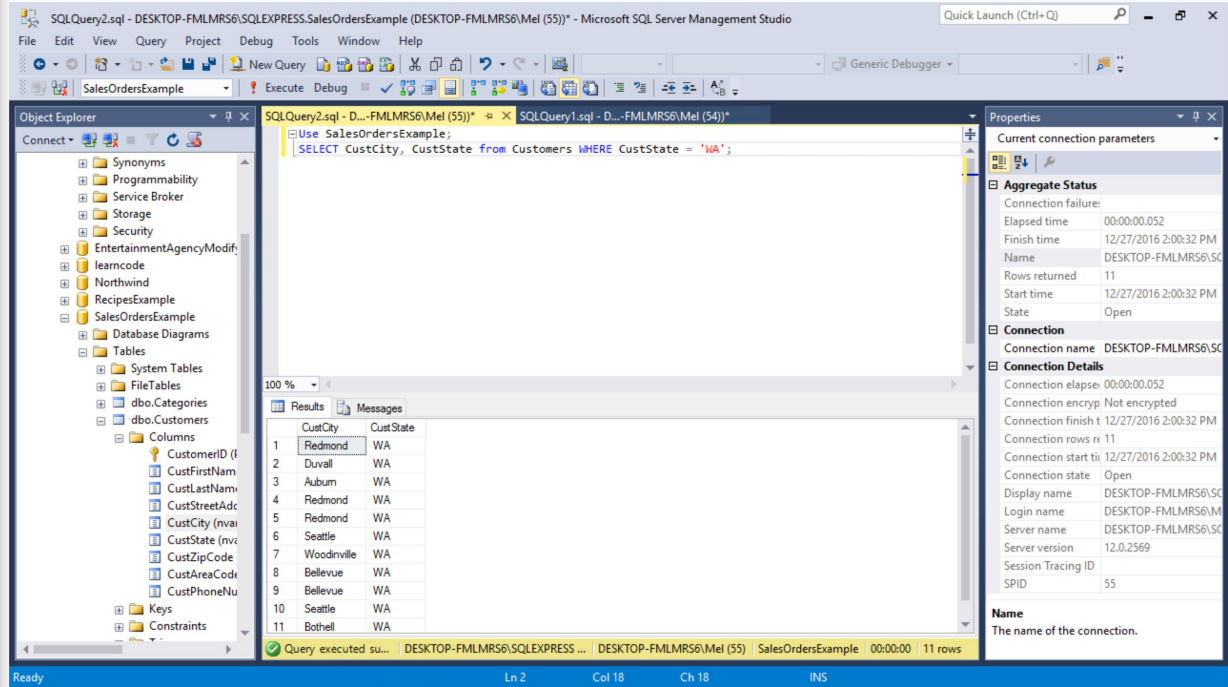 SQLQuery2.sql - DESKTOP-FMLMRS6\SQLEXPRESS.SalesOrdersExample (DESKTOP-FMLMRS6\Mel (55))* - Microsoft SQL Server Management Studio
Quick Launch (Ctrl+Q)
File Edit View Query Project Debug Tools Window Help
New Query
Generic Debugger
SalesOrdersExample
Execute Debug
Object Explorer
Connect
Synonyms
Programmability
Service Broker
Storage
Security
EntertainmentAgencyModify
learncode
Northwind
RecipesExample
SalesOrdersExample
Database Diagrams
Tables
System Tables
FileTables
dbo.Categories
dbo.Customers
Columns
CustomerID (
CustFirstNam
CustLastName
CustStreetAdd
CustCity (nvar
CustState (nva
CustZipCode
CustAreaCode
CustPhoneNu
Keys
Constraints
SQLQuery2.sql - D...-FMLMRS6\Mel (55))*
SQLQuery1.sql - D...-FMLMRS6\Mel (54))*
Use SalesOrdersExample;
SELECT CustCity, CustState from Customers WHERE CustState = 'WA';
100 %
Results Messages
CustCity CustState
1 Redmond WA
2 Duvall WA
3 Auburn WA
4 Redmond WA
5 Redmond WA
6 Seattle WA
7 Woodinville WA
8 Bellevue WA
9 Bellevue WA
10 Seattle WA
11 Bothell WA
Query executed su... DESKTOP-FMLMRS6\SQLEXPRESS ... DESKTOP-FMLMRS6\Mel (55) SalesOrdersExample 00:00:00 11 rows
Properties
Current connection parameters
Aggregate Status
Connection failures
Elapsed time 00:00:00.052
Finish time 12/27/2016 2:00:32 PM
Name DESKTOP-FMLMRS6\SQ
Rows returned 11
Start time 12/27/2016 2:00:32 PM
State Open
Connection
Connection name DESKTOP-FMLMRS6\SQ
Connection Details
Connection elapse 00:00:00.052
Connection encryp Not encrypted
Connection finish t 12/27/2016 2:00:32 PM
Connection rows re 11
Connection start ti 12/27/2016 2:00:32 PM
Connection state Open
Display name DESKTOP-FMLMRS6\SQ
Login name DESKTOP-FMLMRS6\M
Server name DESKTOP-FMLMRS6\SQ
Server version 12.0.2569
Session Tracing ID
SPID 55
Name
The name of the connection.
Ready Ln 2 Col 18 Ch 18 INS